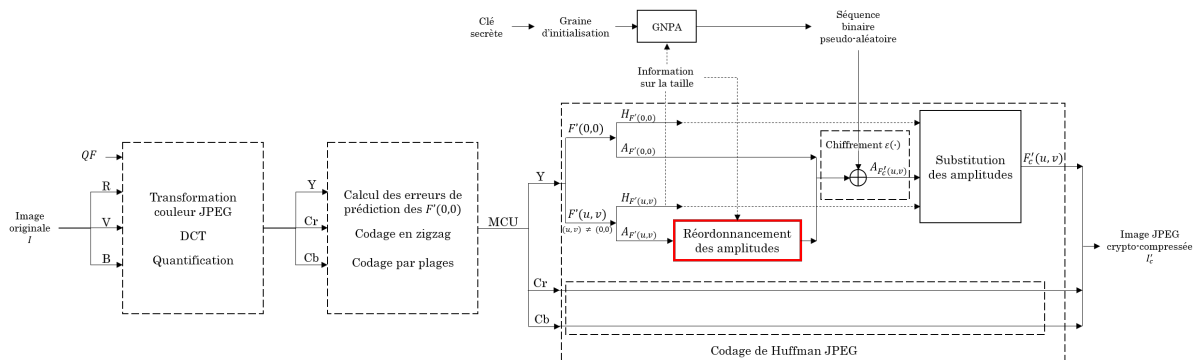 Clé
secrète
Graine
d'initialisation
GNPA
Séquence
binaire
pseudo-aléatoire
Information
sur la taille
Image
originale
I
QF
R
V
B
Transformation
couleur JPEG
DCT
Quantification
Y
Cr
Cb
Calcul des erreurs de
prédiction des F'(0,0)
Codage en zigzag
Codage par plages
MCU
Y
Cr
Cb
F'(0,0)
H_{F'(0,0)}
A_{F'(0,0)}
F'(u,v)
(u,v) ≠ (0,0)
H_{F'(u,v)}
A_{F'(u,v)}
Réordonnancement
des amplitudes
Chiffrement ε(·)
A_{F'_c(u,v)}
Substitution
des amplitudes
F'_c(u,v)
Image JPEG
crypto-compressée
I'_c
Codage de Huffman JPEG